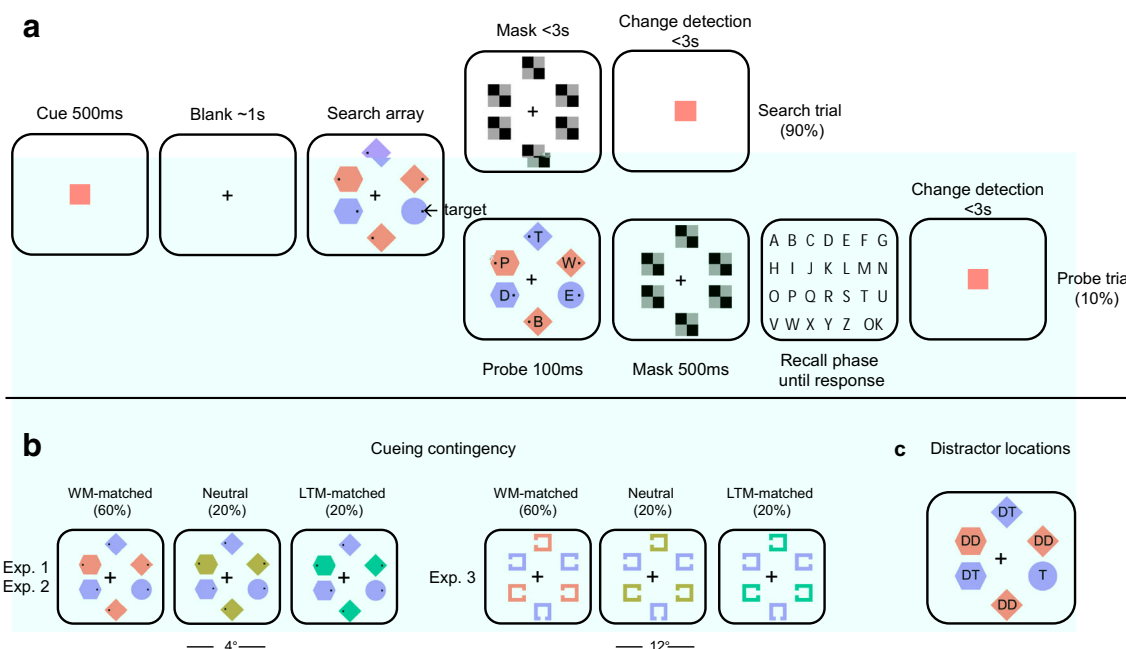 a
Mask <3s
Change detection
<3s
Cue 500ms
Blank ~1s
Search array
Search trial
(90%)
target
Change detection
<3s
T
P
W
D
E
B
A B C D E F G
H I J K L M N
O P Q R S T U
V W X Y Z OK
Probe tria
(10%)
Probe 100ms
Mask 500ms
Recall phase
until response
b
Cueing contingency
c
Distractor locations
WM-matched
(60%)
Neutral
(20%)
LTM-matched
(20%)
WM-matched
(60%)
Neutral
(20%)
LTM-matched
(20%)
Exp. 1
Exp. 2
Exp. 3
DT
DD
DD
DT
T
DD
4°
12°